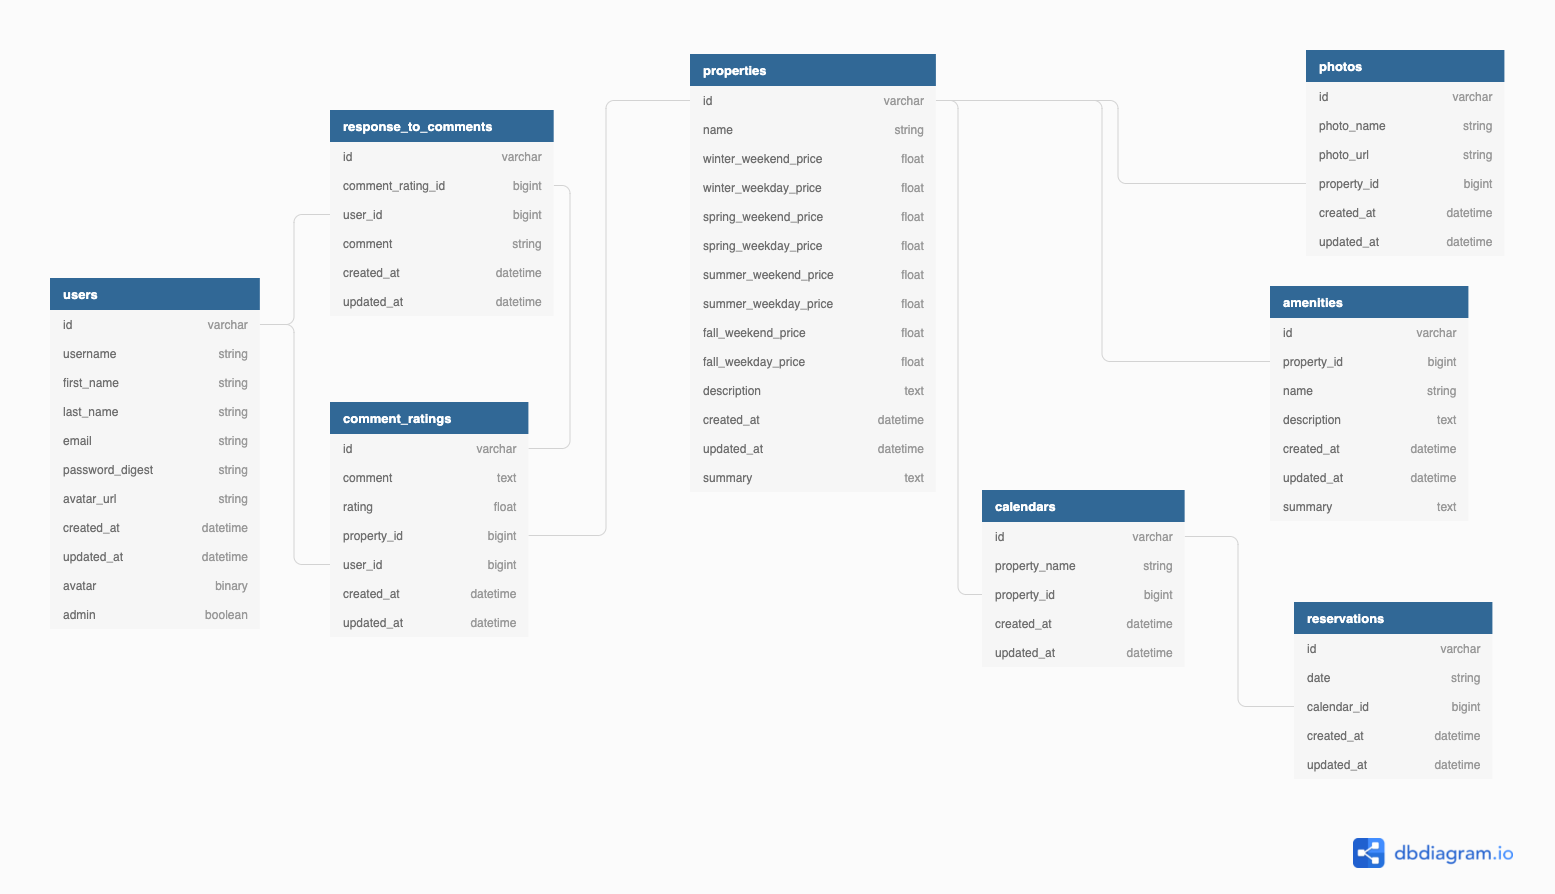 users
id varchar
username string
first_name string
last_name string
email string
password_digest string
avatar_url string
created_at datetime
updated_at datetime
avatar binary
admin boolean
response_to_comments
id varchar
comment_rating_id bigint
user_id bigint
comment string
created_at datetime
updated_at datetime
comment_ratings
id varchar
comment text
rating float
property_id bigint
user_id bigint
created_at datetime
updated_at datetime
properties
id varchar
name string
winter_weekend_price float
winter_weekday_price float
spring_weekend_price float
spring_weekday_price float
summer_weekend_price float
summer_weekday_price float
fall_weekend_price float
fall_weekday_price float
description text
created_at datetime
updated_at datetime
summary text
calendars
id varchar
property_name string
property_id bigint
created_at datetime
updated_at datetime
photos
id varchar
photo_name string
photo_url string
property_id bigint
created_at datetime
updated_at datetime
amenities
id varchar
property_id bigint
name string
description text
created_at datetime
updated_at datetime
summary text
reservations
id varchar
date string
calendar_id bigint
created_at datetime
updated_at datetime
dbdiagram.io